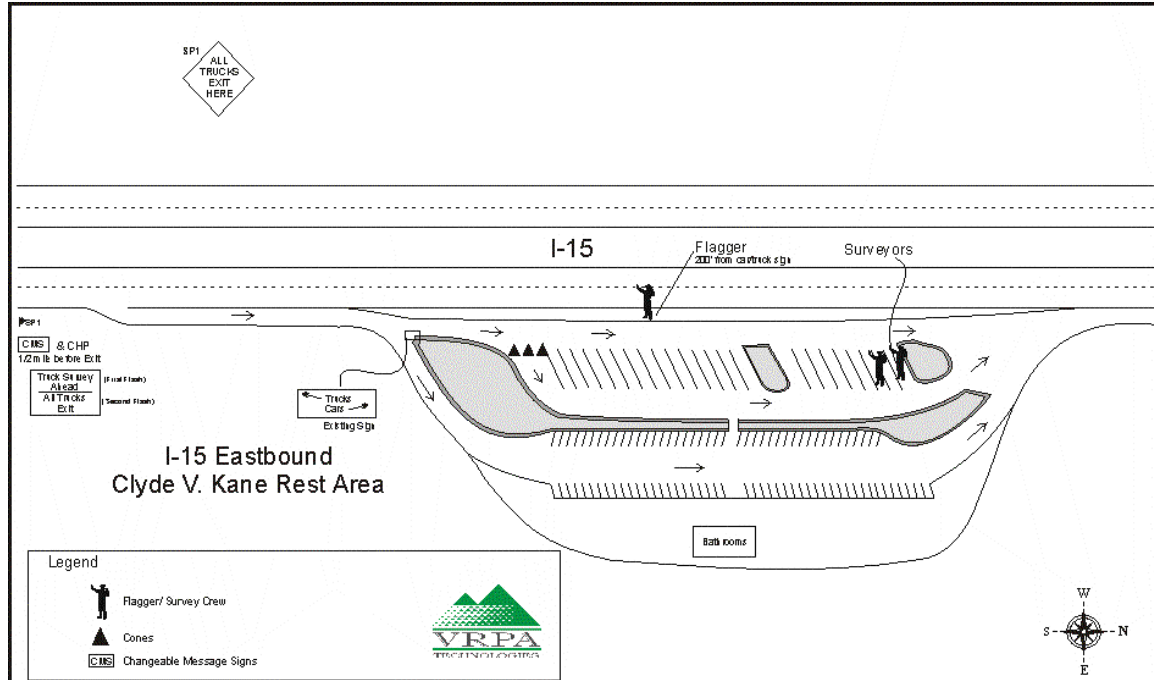 SP1
ALL
TRUCKS
EXIT
HERE
I-15
Flagger
200' from car/truck sign
Surveyors
SP1
CMS & CHP
1/2 mile before Exit
Truck Survey
Ahead
(First Flash)
All Trucks
Exit
(Second Flash)
Trucks
Cars
Existing Sign
I-15 Eastbound
Clyde V. Kane Rest Area
Bathrooms
Legend
Flagger/ Survey Crew
Cones
CMS Changeable Message Signs
VRPA
TECHNOLOGIES
W
S N
E